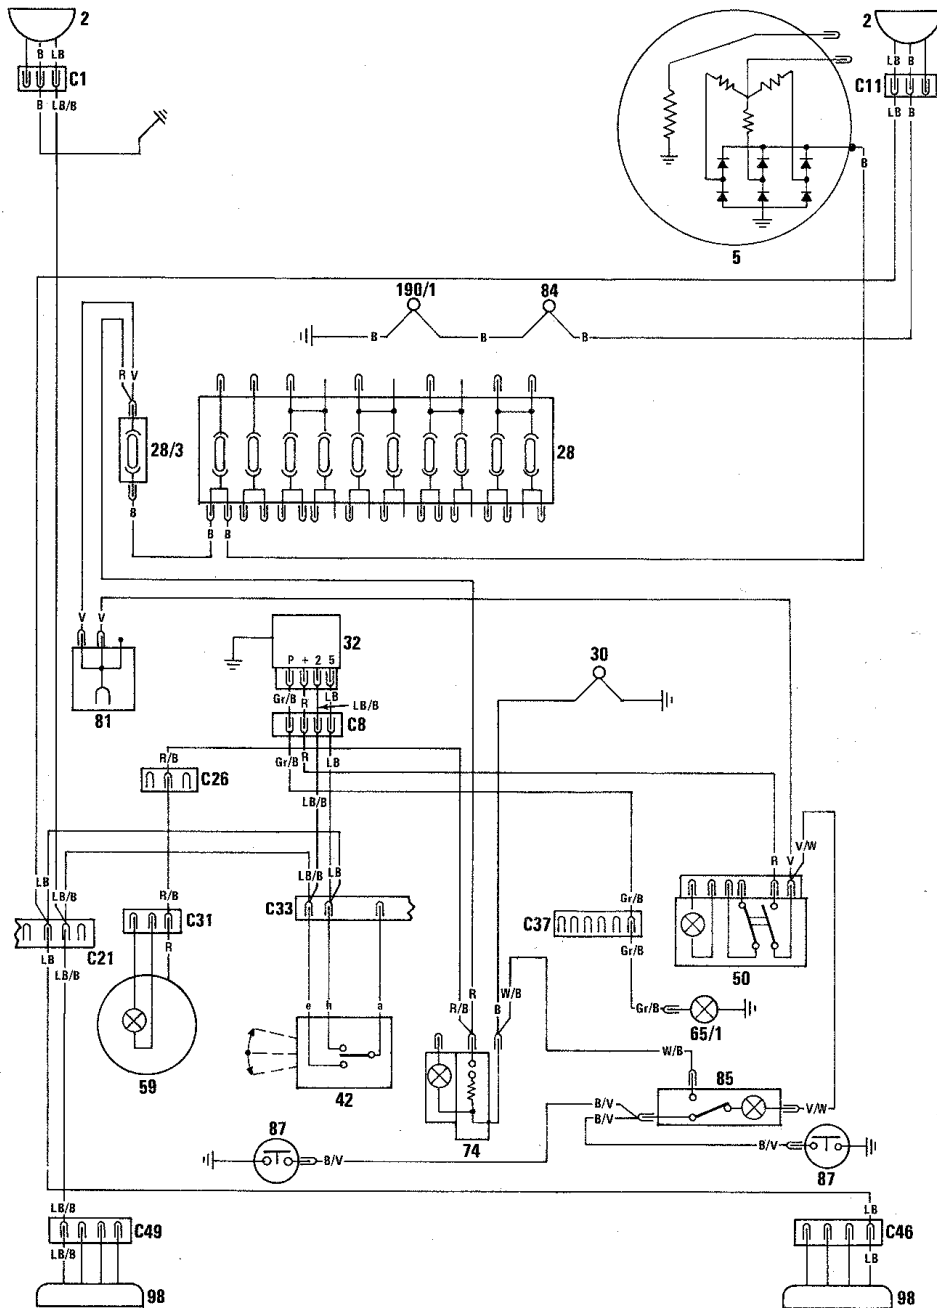 2
2
B LB
LB B
C1
C11
B LB/B
LB B
B
5
190/1
84
B B B
R V
28/3
28
B
B B
V V
32
P + 2 5
30
81
Gr/B R LB
LB/B
C8
R/B
Gr/B R LB
C26
LB/B
V/W
R V
LB
LB/B
LB/B LB
R/B
Gr/B
C33
C31
C37
C21
R
LB
LB/B
Gr/B
50
W/B
R
R/B
B
e h a
Gr/B
65/1
W/B
59
42
85
B/V
V/W
B/V
87
74
B/V
B/V
87
LB/B
LB
C49
C46
LB/B
LB
98
98